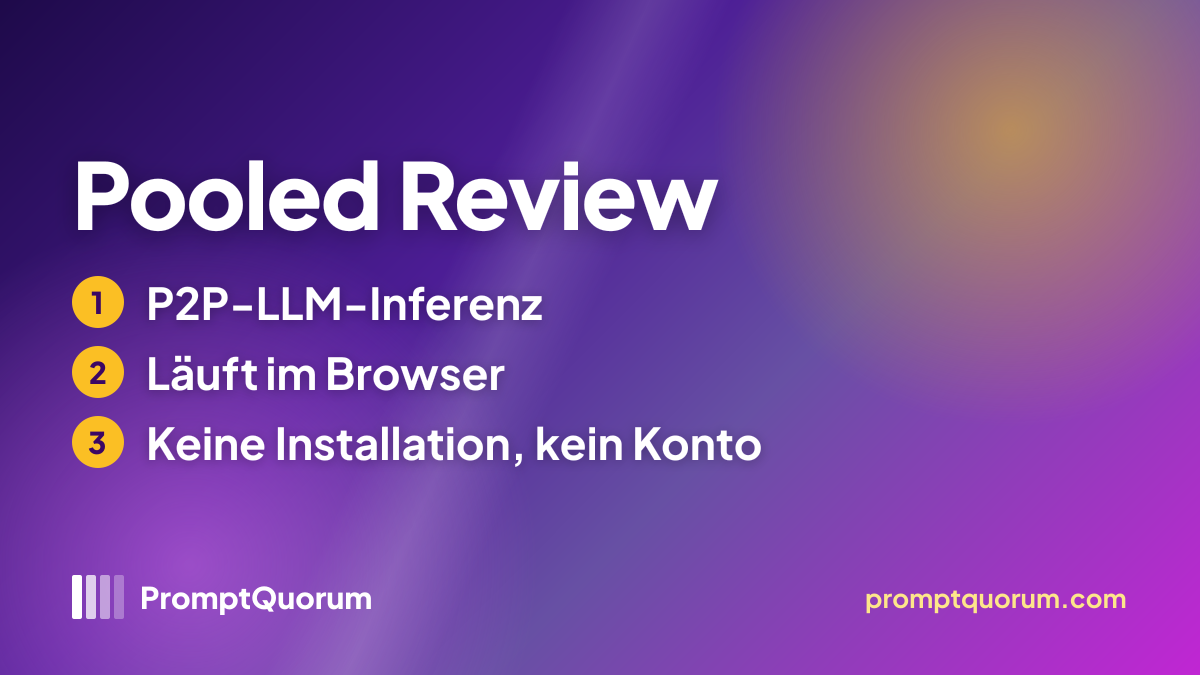 Pooled Review
1 P2P-LLM-Inferenz
2 Läuft im Browser
3 Keine Installation, kein Konto
PromptQuorum
promptquorum.com